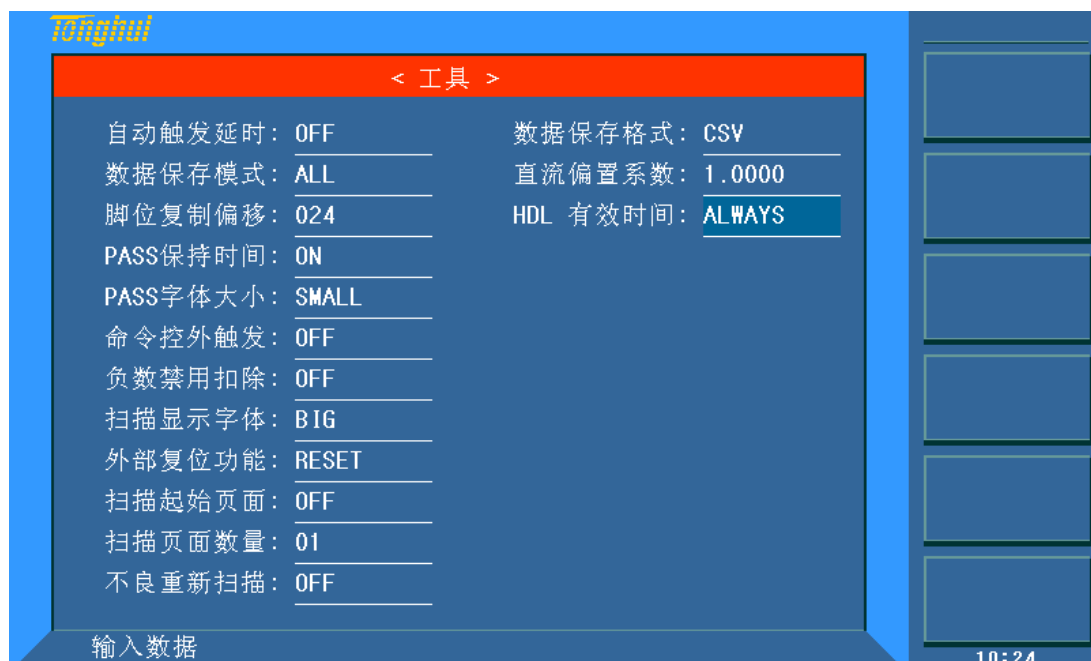 Tonghui
< 工具 >
自动触发延时: OFF
数据保存模式: ALL
脚位复制偏移: 024
PASS保持时间: ON
PASS字体大小: SMALL
命令控外触发: OFF
负数禁用扣除: OFF
扫描显示字体: BIG
外部复位功能: RESET
扫描起始页面: OFF
扫描页面数量: 01
不良重新扫描: OFF
数据保存格式: CSV
直流偏置系数: 1.0000
HDL 有效时间: ALWAYS
输入数据
10:24